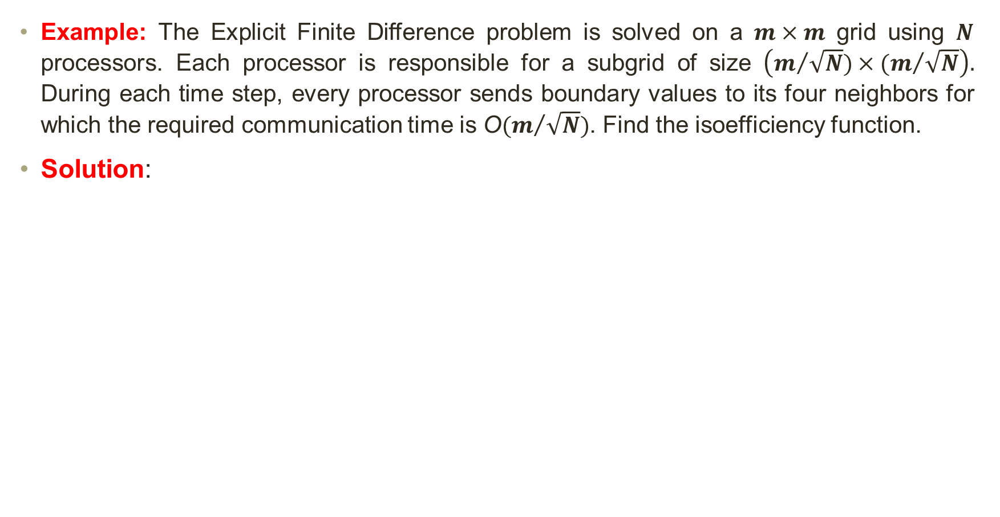 • Example: The Explicit Finite Difference problem is solved on a m × m grid using N
processors. Each processor is responsible for a subgrid of size (m/√N) × (m/√N).
During each time step, every processor sends boundary values to its four neighbors for
which the required communication time is O(m/√N). Find the isoefficiency function.
• Solution: